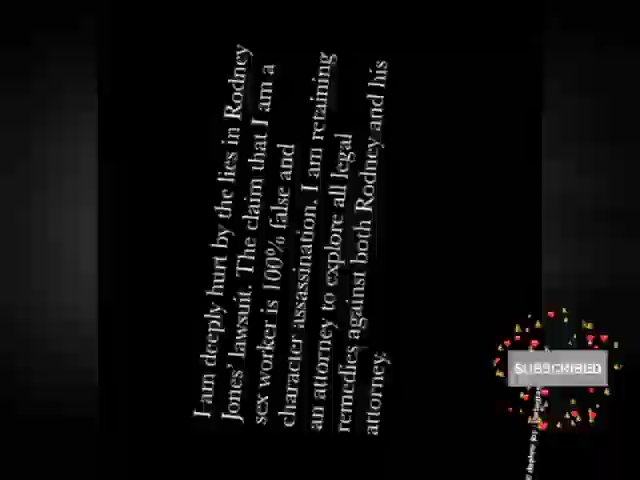 I am deeply hurt by the lies in Rodney
Jones' lawsuit. The claim that I am a
sex worker is 100% false and
character assassination. I am retaining
an attorney to explore all legal
remedies against both Rodney and his
attorney.
SUBSCRIBED